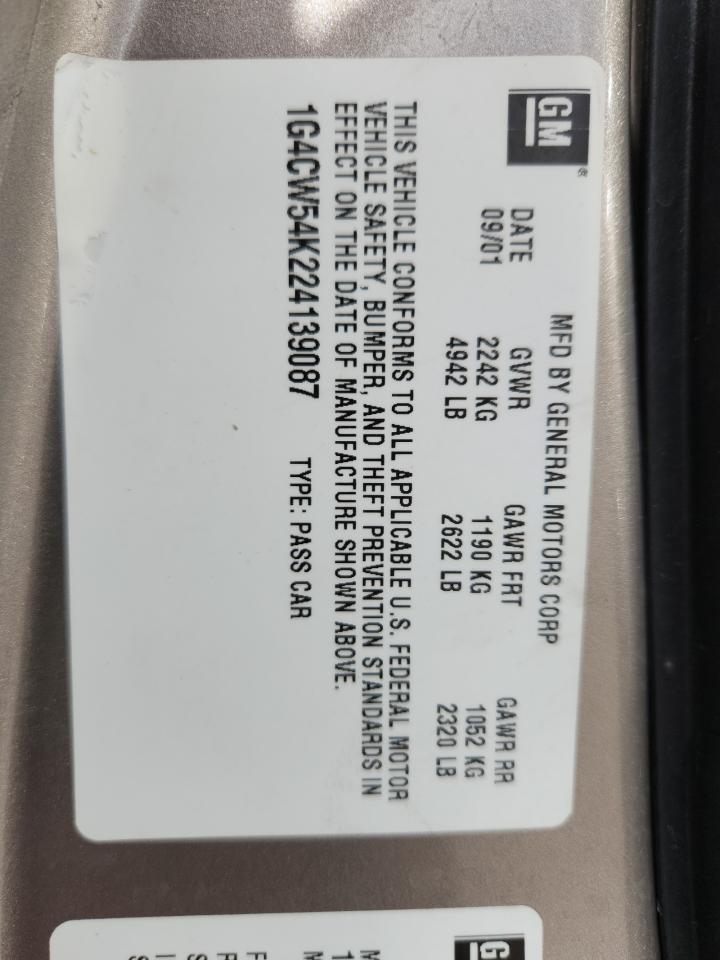 GM®
MFD BY GENERAL MOTORS CORP
DATE GVWR GAWR FRT GAWR RR
09/01 2242 KG 1190 KG 1052 KG
4942 LB 2622 LB 2320 LB
THIS VEHICLE CONFORMS TO ALL APPLICABLE U.S. FEDERAL MOTOR
VEHICLE SAFETY, BUMPER, AND THEFT PREVENTION STANDARDS IN
EFFECT ON THE DATE OF MANUFACTURE SHOWN ABOVE.
1G4CW54K224139087 TYPE: PASS CAR